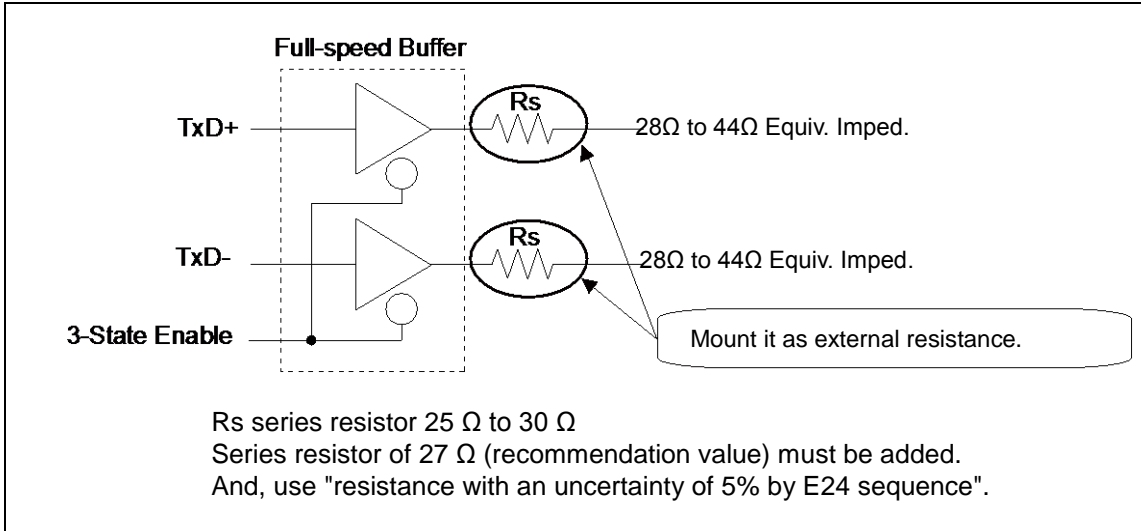 Full-speed Buffer
Rs
TxD+
28Ω to 44Ω Equiv. Imped.
Rs
TxD-
28Ω to 44Ω Equiv. Imped.
3-State Enable
Mount it as external resistance.
Rs series resistor 25 Ω to 30 Ω
Series resistor of 27 Ω (recommendation value) must be added.
And, use "resistance with an uncertainty of 5% by E24 sequence".